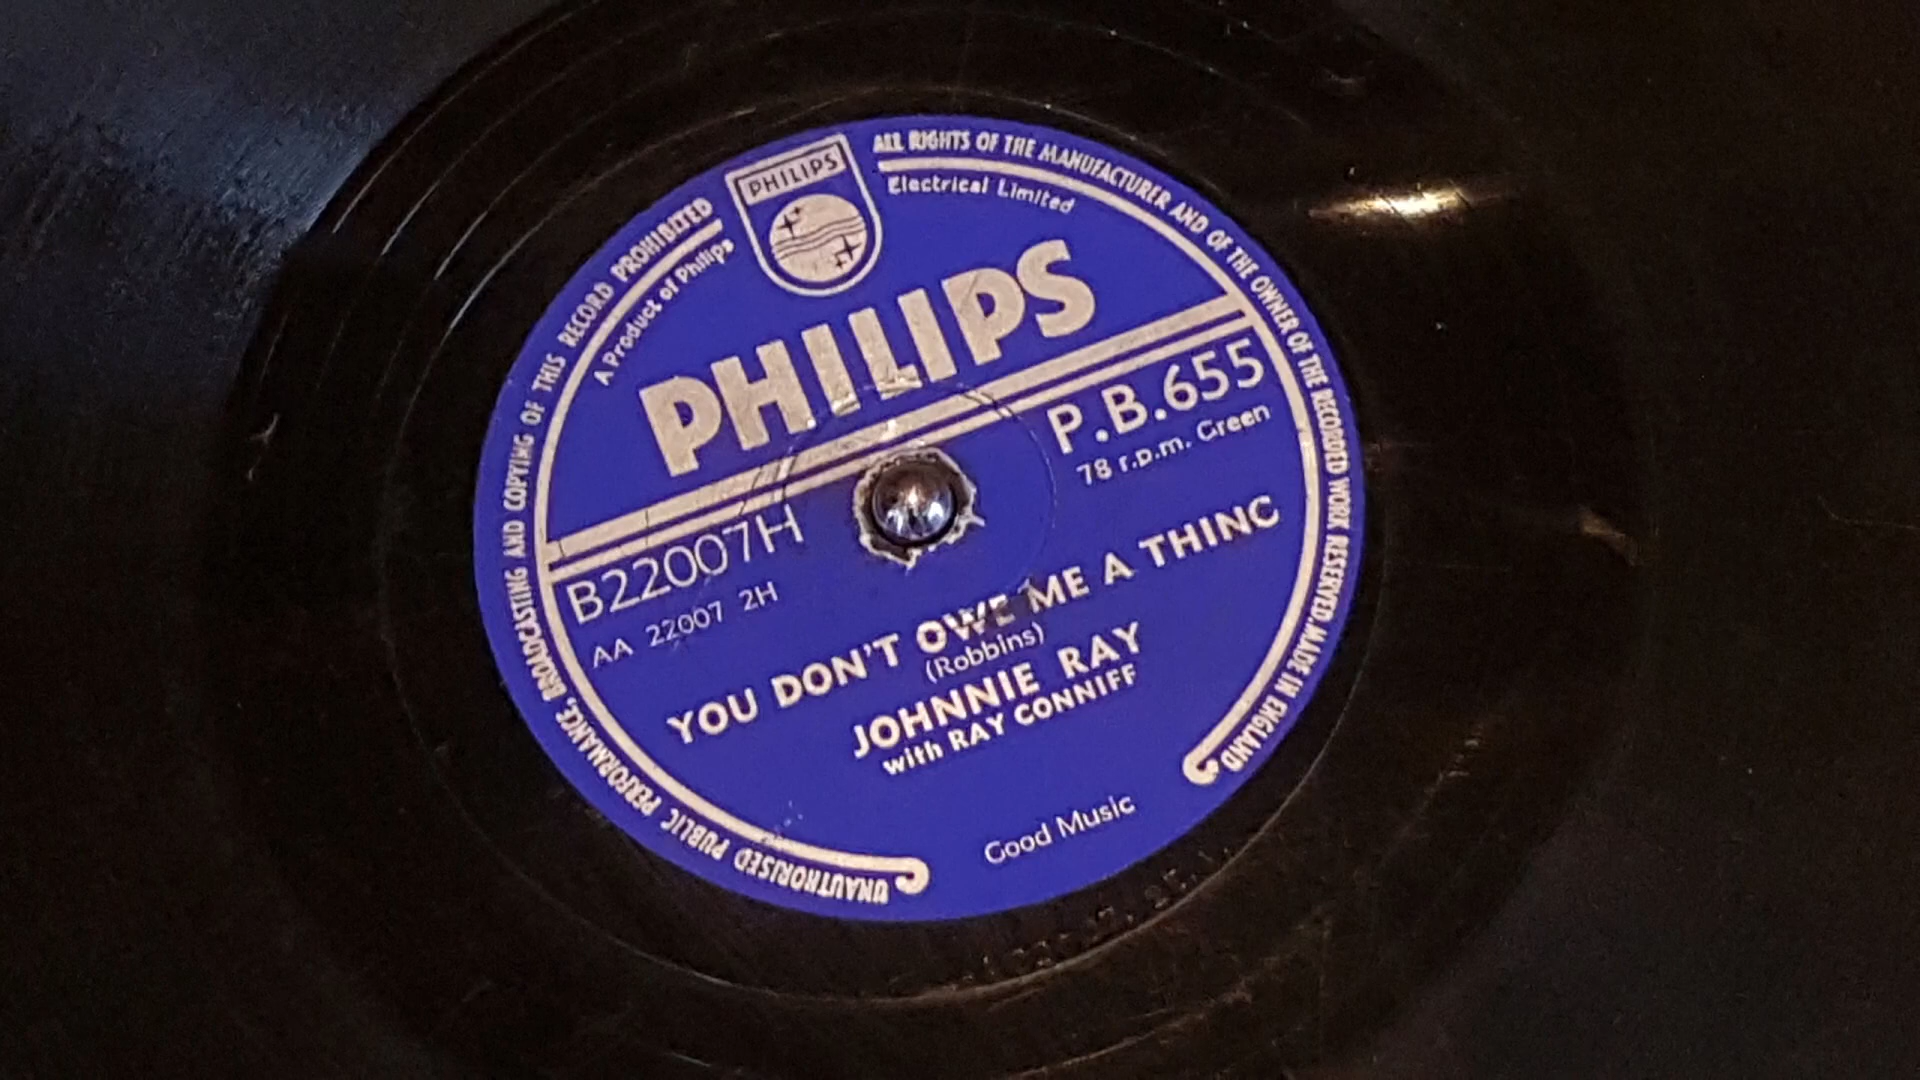 ALL RIGHTS OF THE MANUFACTURER AND OF THE OWNER OF THE RECORDED WORK RESERVED. MADE IN ENGLAND
UNAUTHORISED PUBLIC PERFORMANCE, BROADCASTING AND COPYING OF THIS RECORD PROHIBITED
PHILIPS
A Product of Philips Electrical Limited
PHILIPS
P.B.655
78 r.p.m. Green
B22007H
AA 22007 2H
YOU DON'T OWE ME A THING
(Robbins)
JOHNNIE RAY
with RAY CONNIFF
Good Music